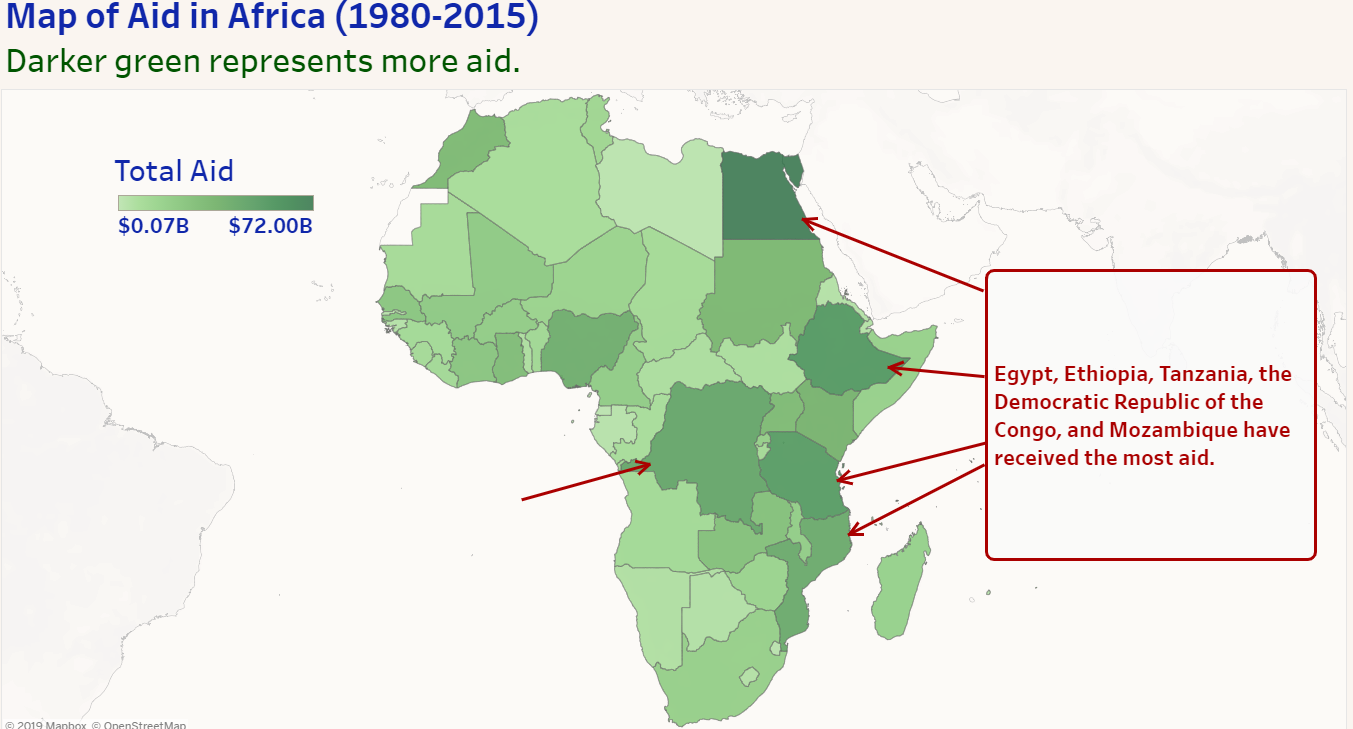 Map of Aid in Africa (1980-2015)
Darker green represents more aid.
Total Aid
$0.07B $72.00B
Egypt, Ethiopia, Tanzania, the
Democratic Republic of the
Congo, and Mozambique have
received the most aid.
© 2019 Mapbox © OpenStreetMap